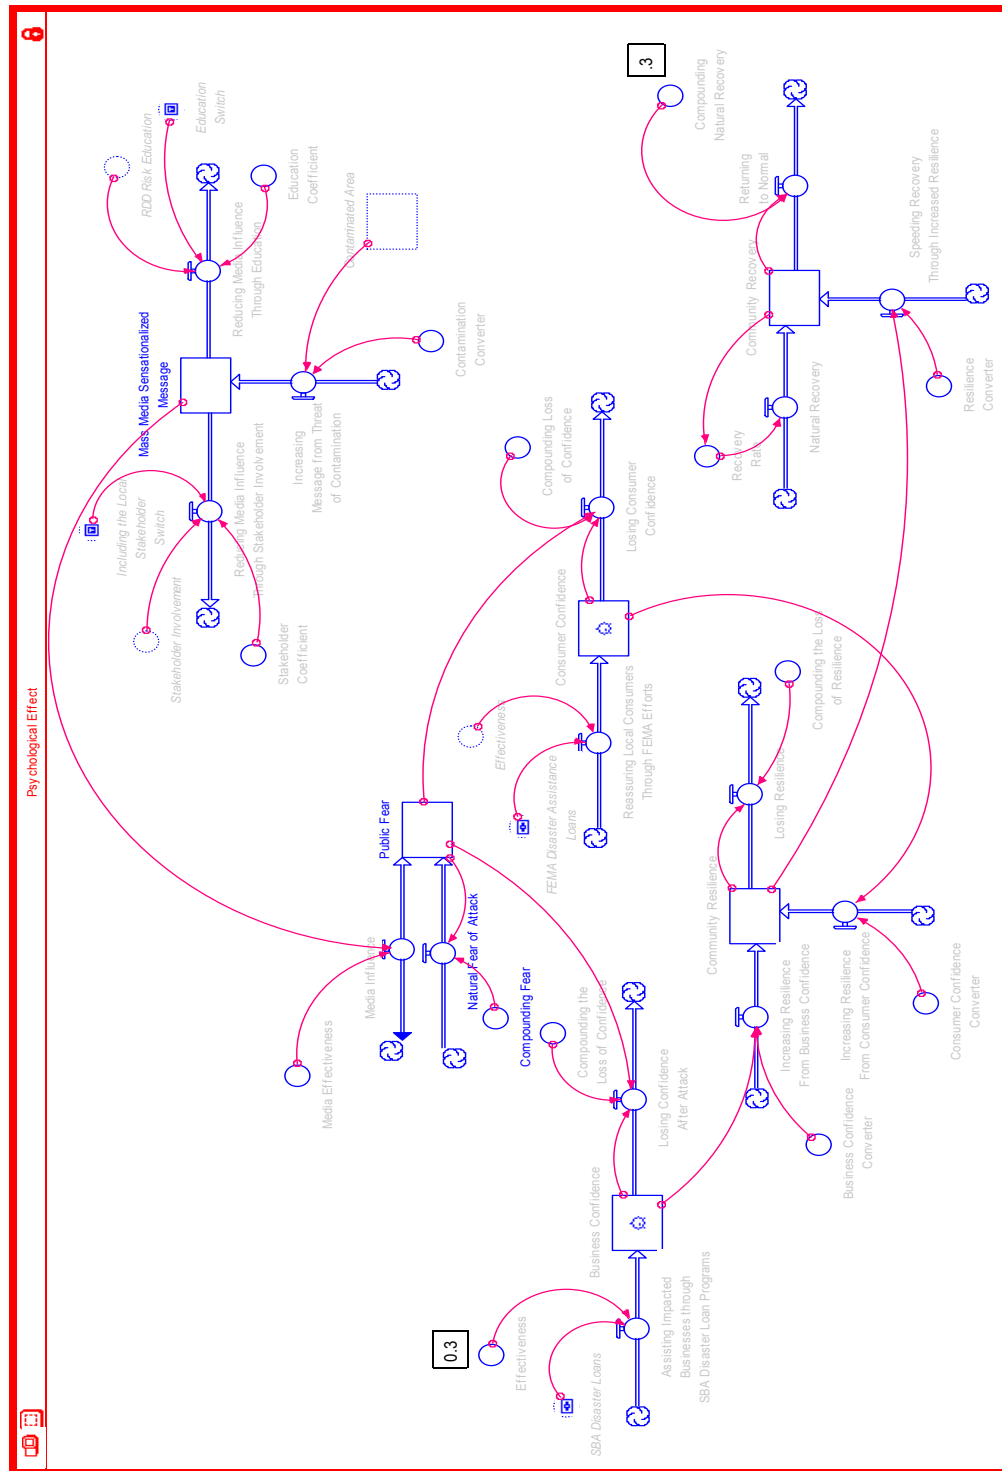 Psychological Effect
Mass Media Sensationalized
Message
Including the Local
Stakeholder
Switch
Stakeholder Involvement
Reducing Media Influence
Through Stakeholder Involvement
Stakeholder
Coefficient
RDD Risk Education
Education
Switch
Reducing Media Influence
Through Education
Education
Coefficient
Contaminated Area
Increasing
Message from Threat
of Contamination
Contamination
Converter
Media Effectiveness
Media Influence
Public Fear
Natural Fear of Attack
Compounding Fear
Effectiveness
FEMA Disaster Assistance
Loans
Reassuring Local Consumers
Through FEMA Efforts
Consumer Confidence
Losing Consumer
Confidence
Compounding Loss
of Confidence
.3
Compounding
Natural Recovery
Returning
to Normal
Community Recovery
Recovery
Rate
Natural Recovery
Speeding Recovery
Through Increased Resilience
Resilience
Converter
0.3
Effectiveness
SBA Disaster Loans
Assisting Impacted
Businesses through
SBA Disaster Loan Programs
Business Confidence
Compounding the
Loss of Confidence
Losing Confidence
After Attack
Community Resilience
Losing Resilience
Compounding the Loss
of Resilience
Increasing Resilience
From Business Confidence
Increasing Resilience
From Consumer Confidence
Business Confidence
Converter
Consumer Confidence
Converter